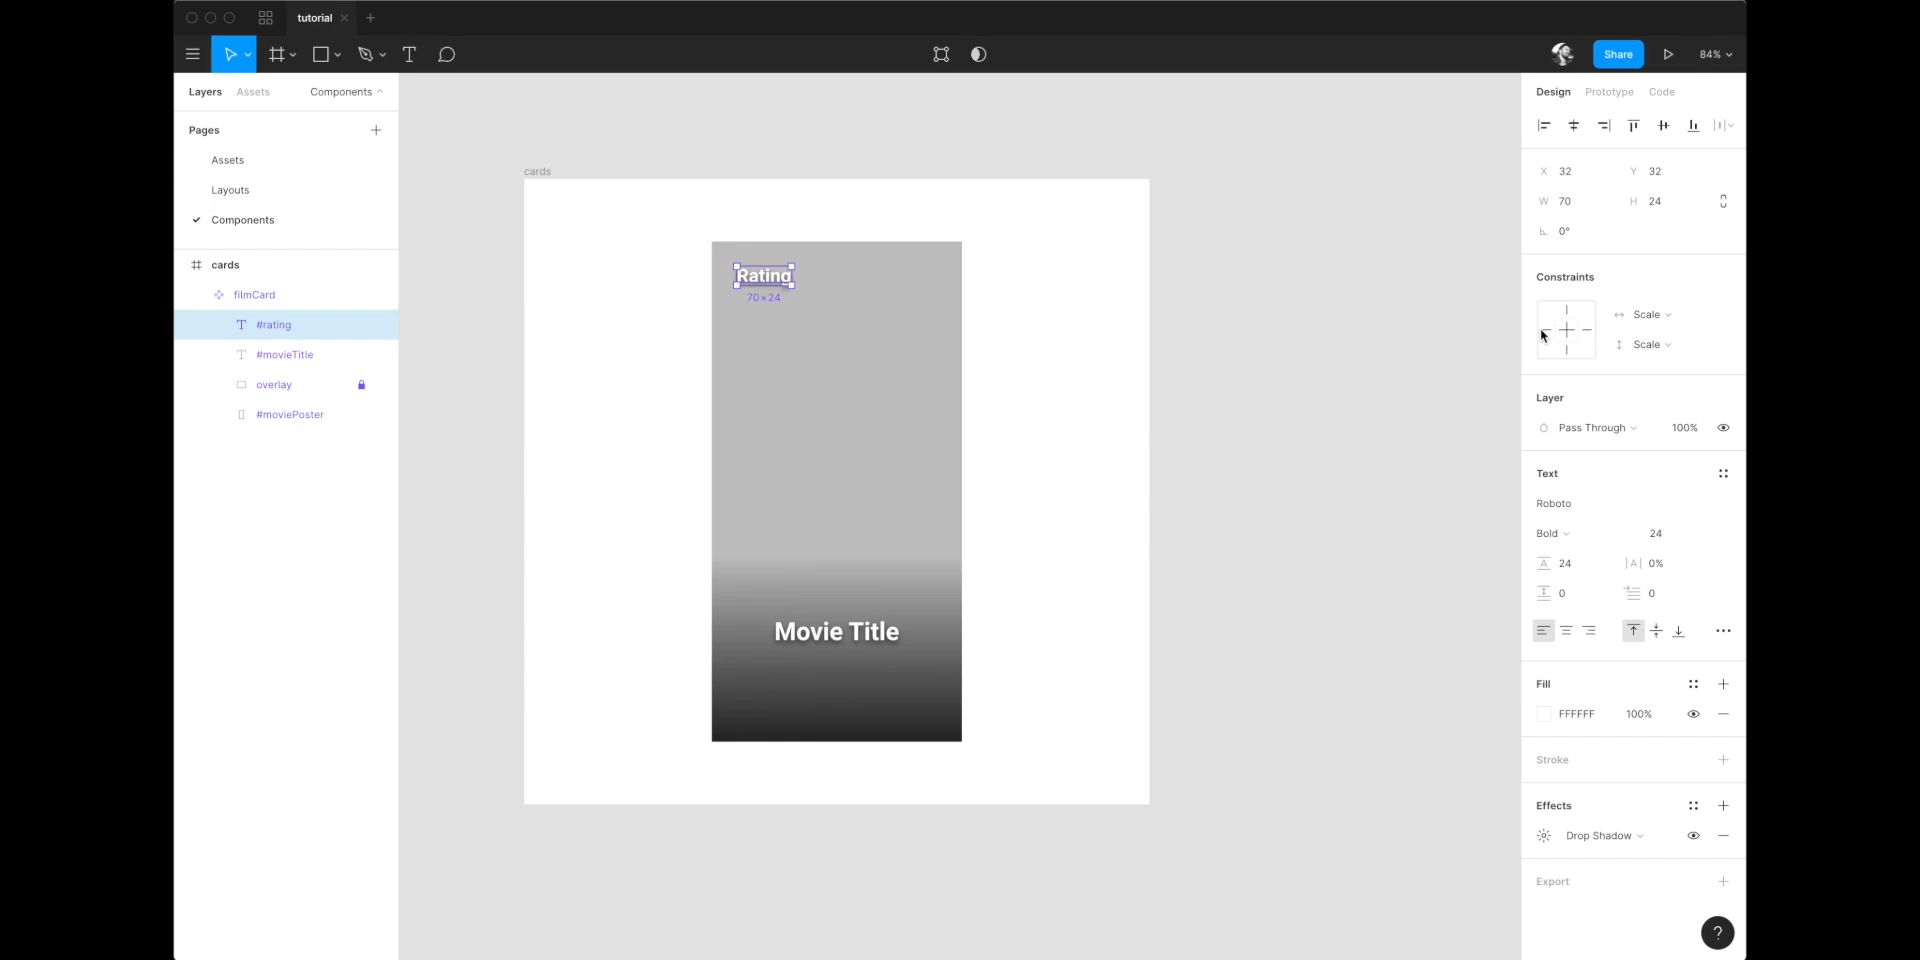 tutorial
Share
84%
Layers
Assets
Components
Pages
Assets
Layouts
Components
cards
filmCard
#rating
#movieTitle
overlay
#moviePoster
cards
Rating
70×24
Movie Title
Design
Prototype
Code
X 32
Y 32
W 70
H 24
0°
Constraints
Scale
Scale
Layer
Pass Through
100%
Text
Roboto
Bold
24
24
|A| 0%
0
0
Fill
FFFFFF
100%
Stroke
Effects
Drop Shadow
Export
?